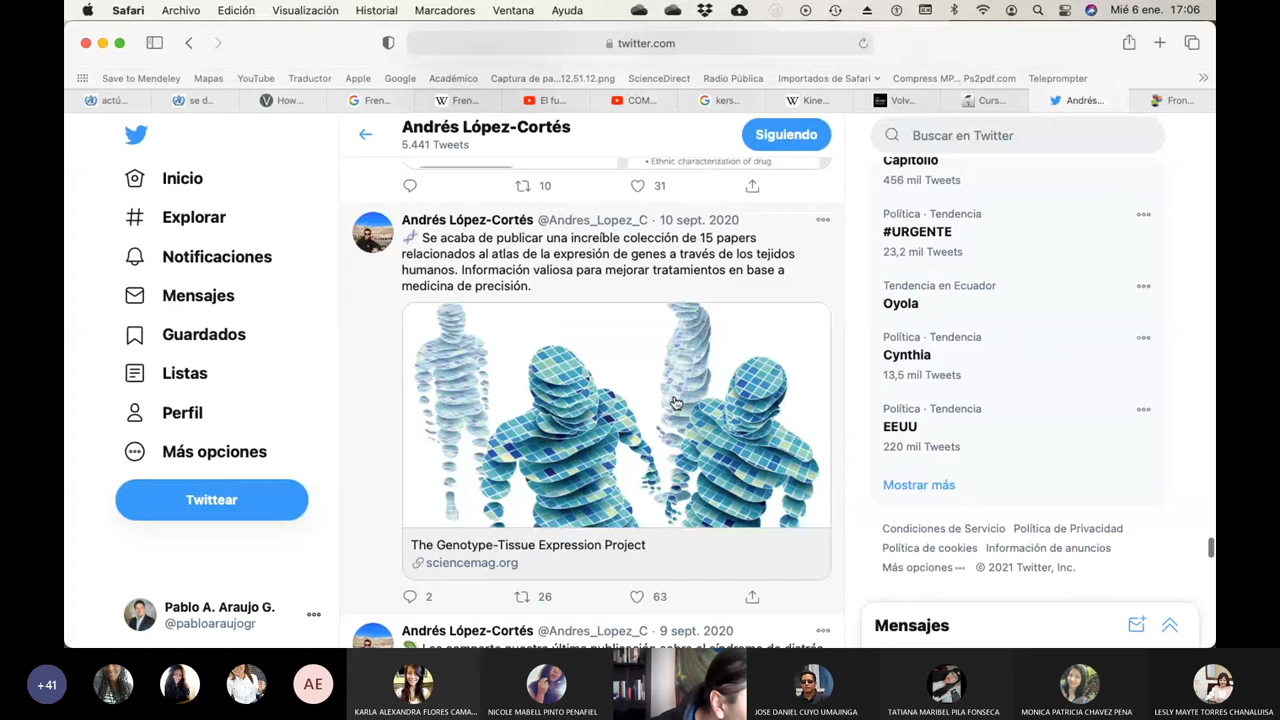 Safari Archivo Edición Visualización Historial Marcadores Ventana Ayuda Mié 6 ene. 17:06
twitter.com
Save to Mendeley Mapas YouTube Traductor Apple Google Académico Captura de pa...12.51.12.png ScienceDirect Radio Pública Importados de Safari Compress MP... Ps2pdf.com Teleprompter
actú... se d... How... Fren... Fren... El fu... COM... kers... Kine... Volv... Curs... Andrés... Fron...
Inicio
Explorar
Notificaciones
Mensajes
Guardados
Listas
Perfil
Más opciones
Twittear
Pablo A. Araujo G.
@pabloaraujogr
Andrés López-Cortés
5.441 Tweets
Siguiendo
• Ethnic characterization of drug
10 31
Andrés López-Cortés @Andres_Lopez_C · 10 sept. 2020
Se acaba de publicar una increíble colección de 15 papers
relacionados al atlas de la expresión de genes a través de los tejidos
humanos. Información valiosa para mejorar tratamientos en base a
medicina de precisión.
The Genotype-Tissue Expression Project
sciencemag.org
2 26 63
Andrés López-Cortés @Andres_Lopez_C · 9 sept. 2020
Buscar en Twitter
Capitolio
456 mil Tweets
Política · Tendencia
#URGENTE
23,2 mil Tweets
Tendencia en Ecuador
Oyola
Política · Tendencia
Cynthia
13,5 mil Tweets
Política · Tendencia
EEUU
220 mil Tweets
Mostrar más
Condiciones de Servicio Política de Privacidad
Política de cookies Información de anuncios
Más opciones ••• © 2021 Twitter, Inc.
Mensajes
+41
AE
KARLA ALEXANDRA FLORES CAMA...
NICOLE MABELL PINTO PENAFIEL
JOSE DANIEL CUYO UMAJINGA
TATIANA MARIBEL PILA FONSECA
MONICA PATRICIA CHAVEZ PENA
LESLY MAYTE TORRES CHANALUISA